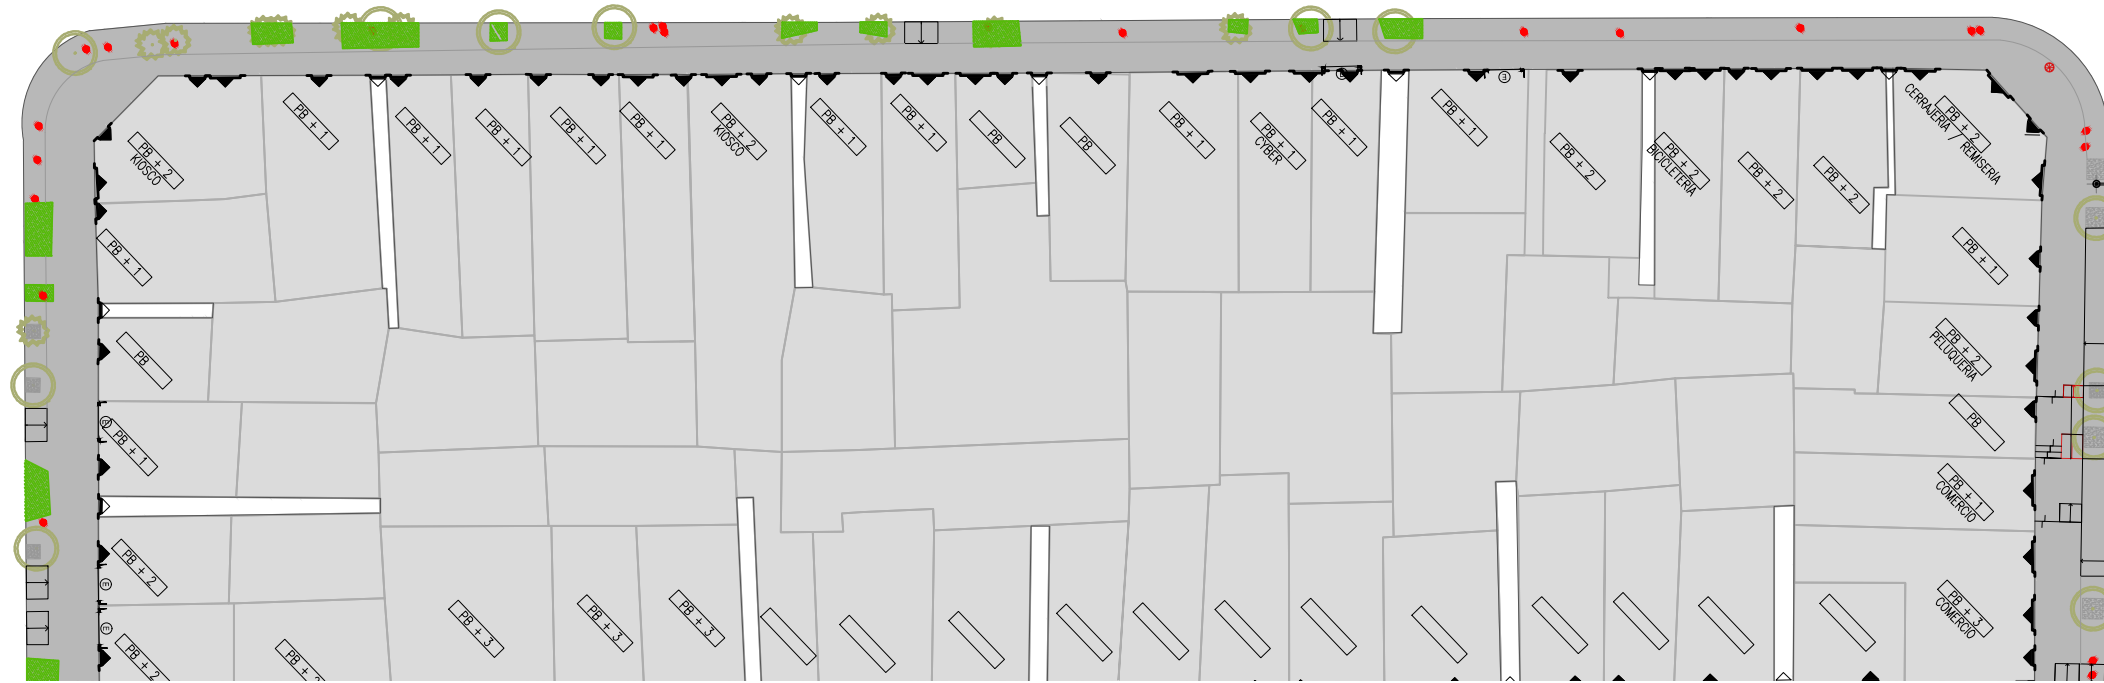 PB + 2
KIOSCO
PB + 1
PB + 1
PB + 1
PB + 1
PB + 1
PB + 2
KIOSCO
PB + 1
PB + 1
PB
PB
PB + 1
PB + 1
CYBER
PB + 1
PB + 1
PB + 2
PB + 2
BICICLETERIA
PB + 2
PB + 2
PB + 2
CERRAJERIA / REMISERIA
PB + 1
PB + 1
PB
PB + 2
PELUQUERIA
PB + 1
PB
PB + 1
COMERCIO
PB + 2
PB + 3
PB + 3
PB + 3
PB + 3
COMERCIO
PB + 2
E
E
E
E